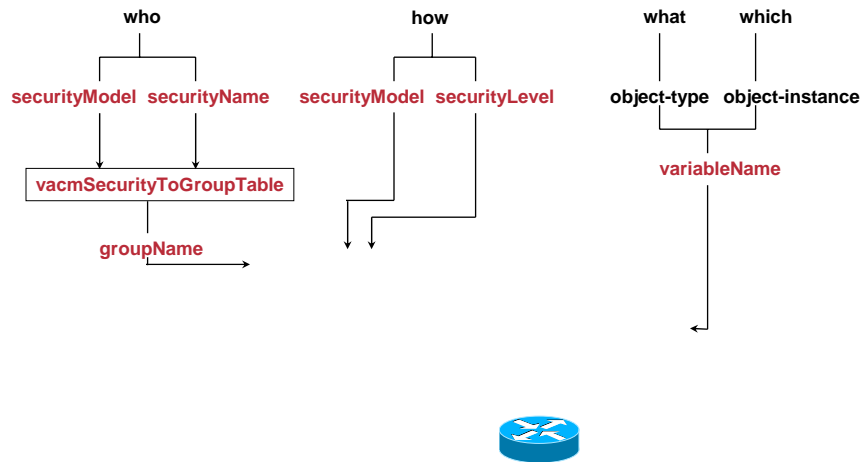 who how what which
securityModel securityName securityModel securityLevel object-type object-instance
vacmSecurityToGroupTable variableName
groupName